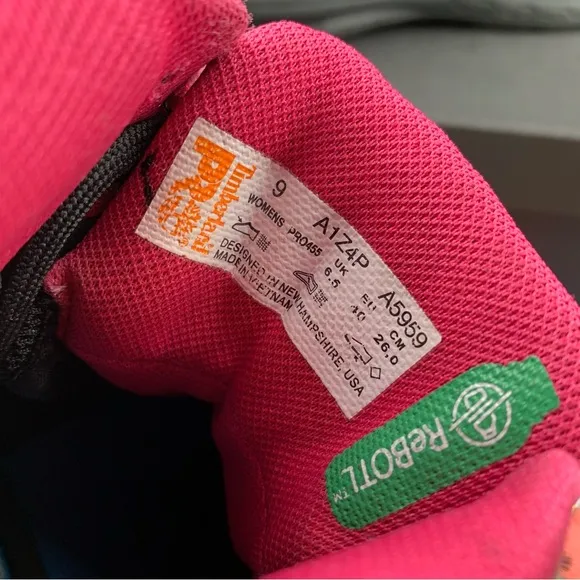 Timberland
PRO
9 A1Z4P A5959
WOMENS PRO455 UK EU CM
6.5 40 26.0
DESIGNED IN NEW HAMPSHIRE, USA
MADE IN VIETNAM
ReBOTL™